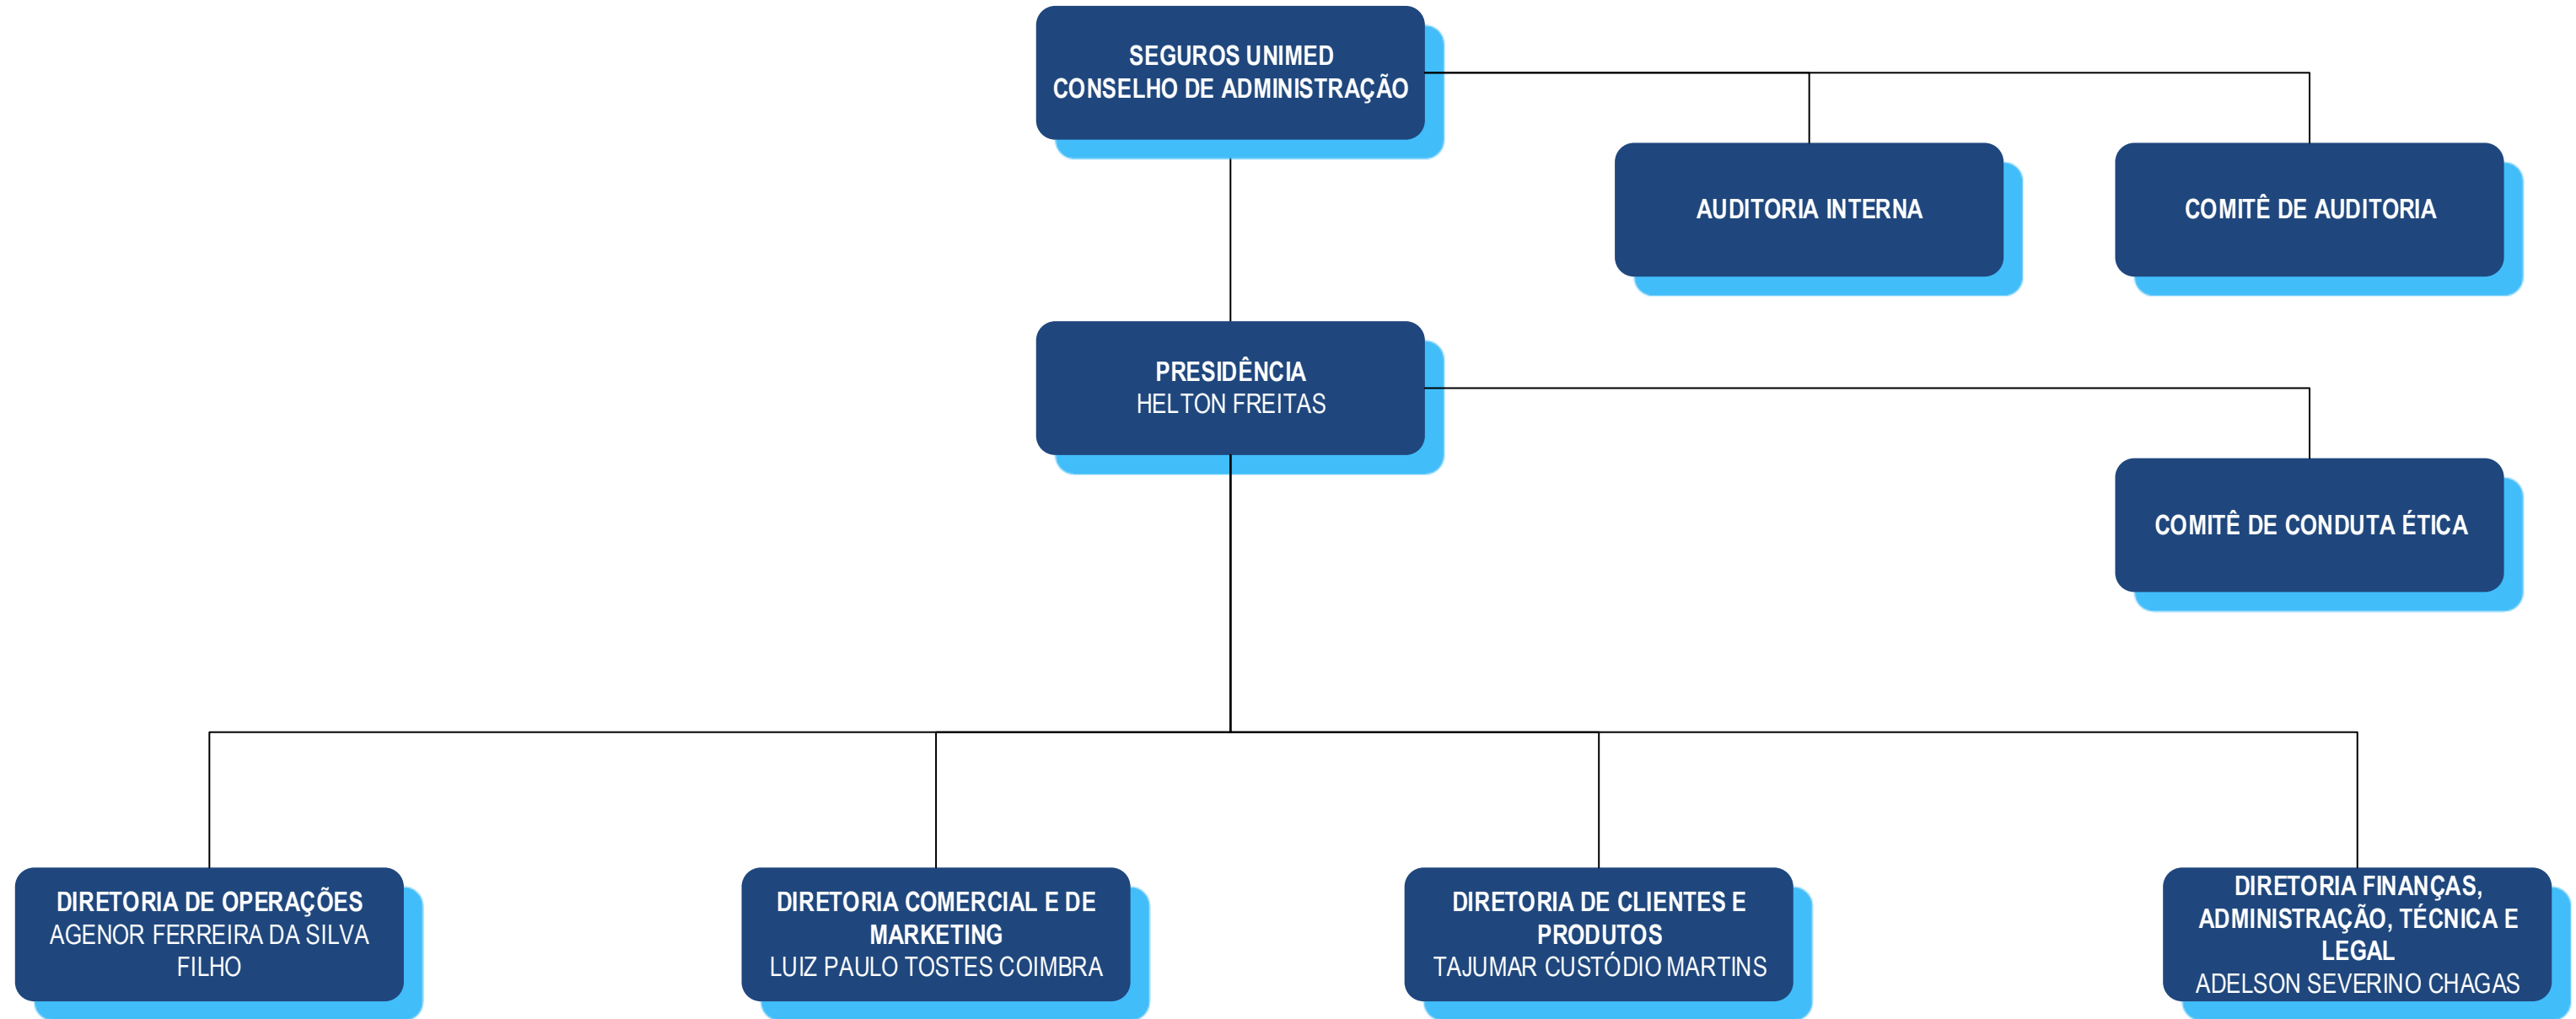 SEGUROS UNIMED
CONSELHO DE ADMINISTRAÇÃO
AUDITORIA INTERNA
COMITÊ DE AUDITORIA
PRESIDÊNCIA
HELTON FREITAS
COMITÊ DE CONDUTA ÉTICA
DIRETORIA DE OPERAÇÕES
AGENOR FERREIRA DA SILVA
FILHO
DIRETORIA COMERCIAL E DE
MARKETING
LUIZ PAULO TOSTES COIMBRA
DIRETORIA DE CLIENTES E
PRODUTOS
TAJUMAR CUSTÓDIO MARTINS
DIRETORIA FINANÇAS,
ADMINISTRAÇÃO, TÉCNICA E
LEGAL
ADELSON SEVERINO CHAGAS